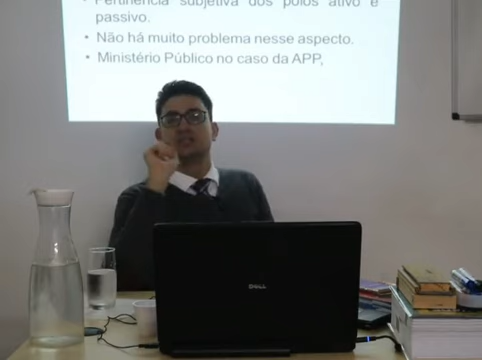 • Pertinência subjetiva dos polos ativo e
passivo.
• Não há muito problema nesse aspecto.
• Ministério Público no caso da APP,
DELL